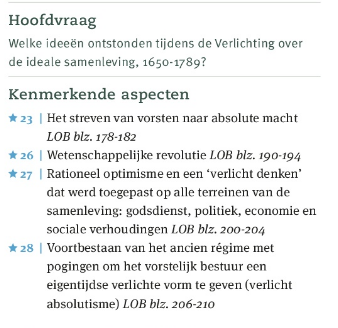 Hoofdvraag
Welke ideeën ontstonden tijdens de Verlichting over
de ideale samenleving, 1650-1789?
Kenmerkende aspecten
★ 23 | Het streven van vorsten naar absolute macht
LOB blz. 178-182
★ 26 | Wetenschappelijke revolutie LOB blz. 190-194
★ 27 | Rationeel optimisme en een ‘verlicht denken’
dat werd toegepast op alle terreinen van de
samenleving: godsdienst, politiek, economie en
sociale verhoudingen LOB blz. 200-204
★ 28 | Voortbestaan van het ancien régime met
pogingen om het vorstelijk bestuur een
eigentijdse verlichte vorm te geven (verlicht
absolutisme) LOB blz. 206-210